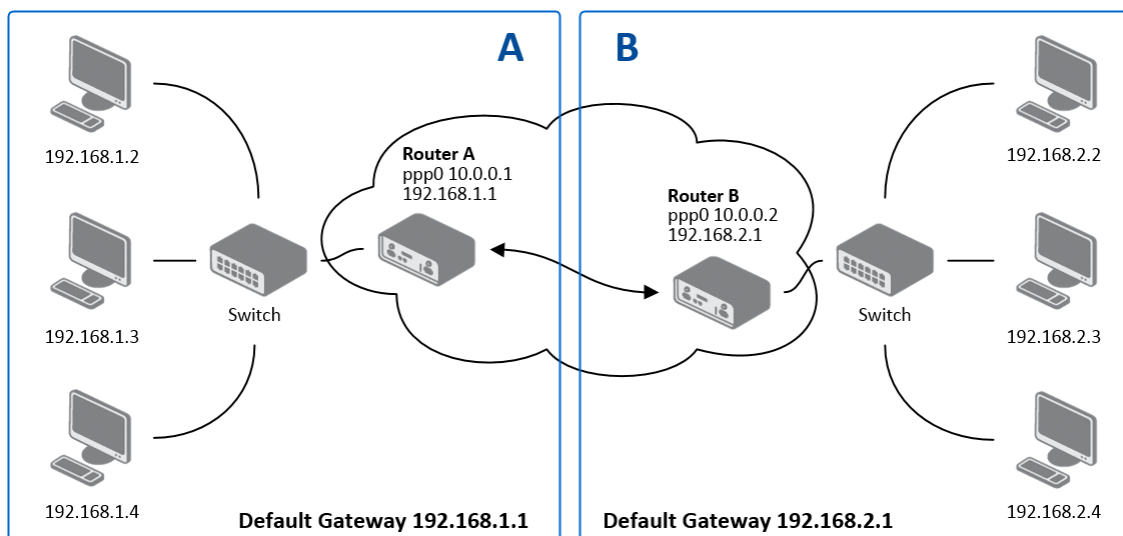 A
B
192.168.1.2
192.168.1.3
192.168.1.4
Switch
Router A
ppp0 10.0.0.1
192.168.1.1
Router B
ppp0 10.0.0.2
192.168.2.1
Switch
192.168.2.2
192.168.2.3
192.168.2.4
Default Gateway 192.168.1.1
Default Gateway 192.168.2.1